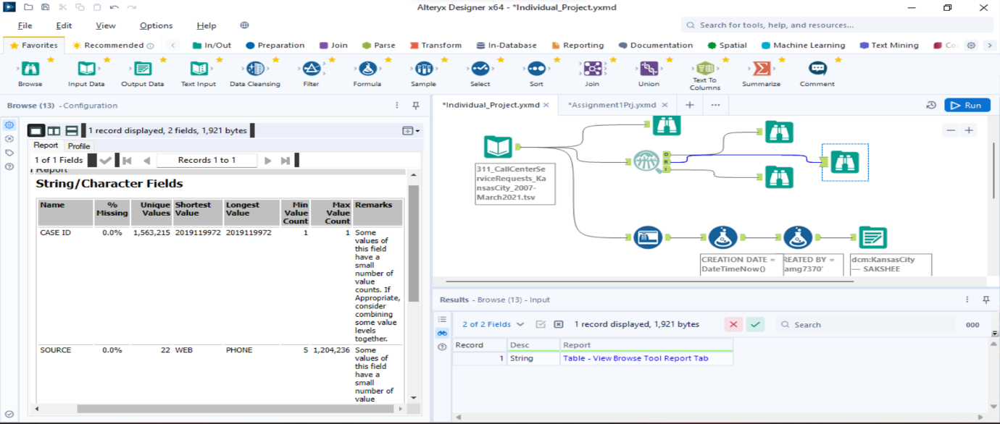 Alteryx Designer x64 - *Individual_Project.yxmd
File Edit View Options Help
Search for tools, help, and resources...
Favorites Recommended In/Out Preparation Join Parse Transform In-Database Reporting Documentation Spatial Machine Learning Text Mining Co
Browse Input Data Output Data Text Input Data Cleansing Filter Formula Sample Select Sort Join Union Text To Columns Summarize Comment
Browse (13) - Configuration
1 record displayed, 2 fields, 1,921 bytes
Report Profile
1 of 1 Fields Records 1 to 1
Report
String/Character Fields
Name % Missing Unique Values Shortest Value Longest Value Min Value Count Max Value Count Remarks
CASE ID 0.0% 1,563,215 2019119972 2019119972 1 1 Some
values of
this field
have a
small
number of
value
counts. If
Appropriate,
consider
combining
some value
levels
together.
SOURCE 0.0% 22 WEB PHONE 5 1,204,236 Some
values of
this field
have a
small
number of
value
*Individual_Project.yxmd *Assignment1Prj.yxmd Run
311_CallCenterSe
rviceRequests_Ka
nsasCity_2007-
March2021.tsv
O
R
I
CREATION DATE =
DateTimeNow()
REATED BY =
amg7370'
dcm:KansasCity
— SAKSHEE
Results - Browse (13) - Input
2 of 2 Fields 1 record displayed, 1,921 bytes Search 000
Record Desc Report
1 String Table - View Browse Tool Report Tab